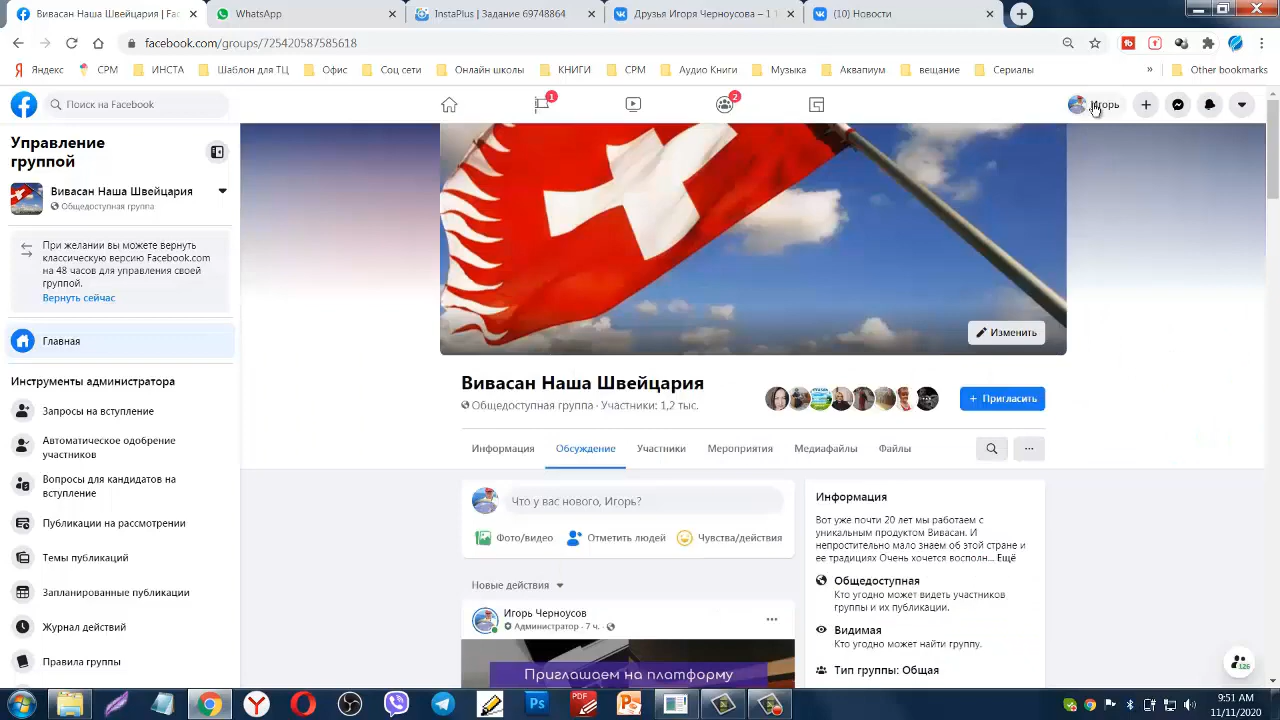 Вивасан Наша Швейцария | Fac
WhatsApp
InstaPlus | Задание 69748864
Друзья Игоря Черноусова – 1 1
(10) Новости
facebook.com/groups/725420587585618
Яндекс
СРМ
ИНСТА
Шаблон для ТЦ
Офис
Соц сети
Онлайн школы
КНИГИ
СРМ
Аудио Книги
Музыка
Аквапиум
вещание
Сериалы
»
Other bookmarks
Поиск на Facebook
1
2
Игорь
Управление
группой
Вивасан Наша Швейцария
Общедоступная группа
При желании вы можете вернуть
классическую версию Facebook.com
на 48 часов для управления своей
группой.
Вернуть сейчас
Главная
Инструменты администратора
Запросы на вступление
Автоматическое одобрение
участников
Вопросы для кандидатов на
вступление
Публикации на рассмотрении
Темы публикаций
Запланированные публикации
Журнал действий
Правила группы
Изменить
Вивасан Наша Швейцария
Общедоступная группа · Участники: 1,2 тыс.
+ Пригласить
Информация
Обсуждение
Участники
Мероприятия
Медиафайлы
Файлы
Что у вас нового, Игорь?
Фото/видео
Отметить людей
Чувства/действия
Новые действия
Игорь Черноусов
Администратор · 7 ч. ·
Приглашаем на платформу
Информация
Вот уже почти 20 лет мы работаем с
уникальным продуктом Вивасан. И
непростительно мало знаем об этой стране и
ее традициях Очень хочется восполн... Ещё
Общедоступная
Кто угодно может видеть участников
группы и их публикации.
Видимая
Кто угодно может найти группу.
Тип группы: Общая
126
PDF
Ps
9:51 AM
11/11/2020